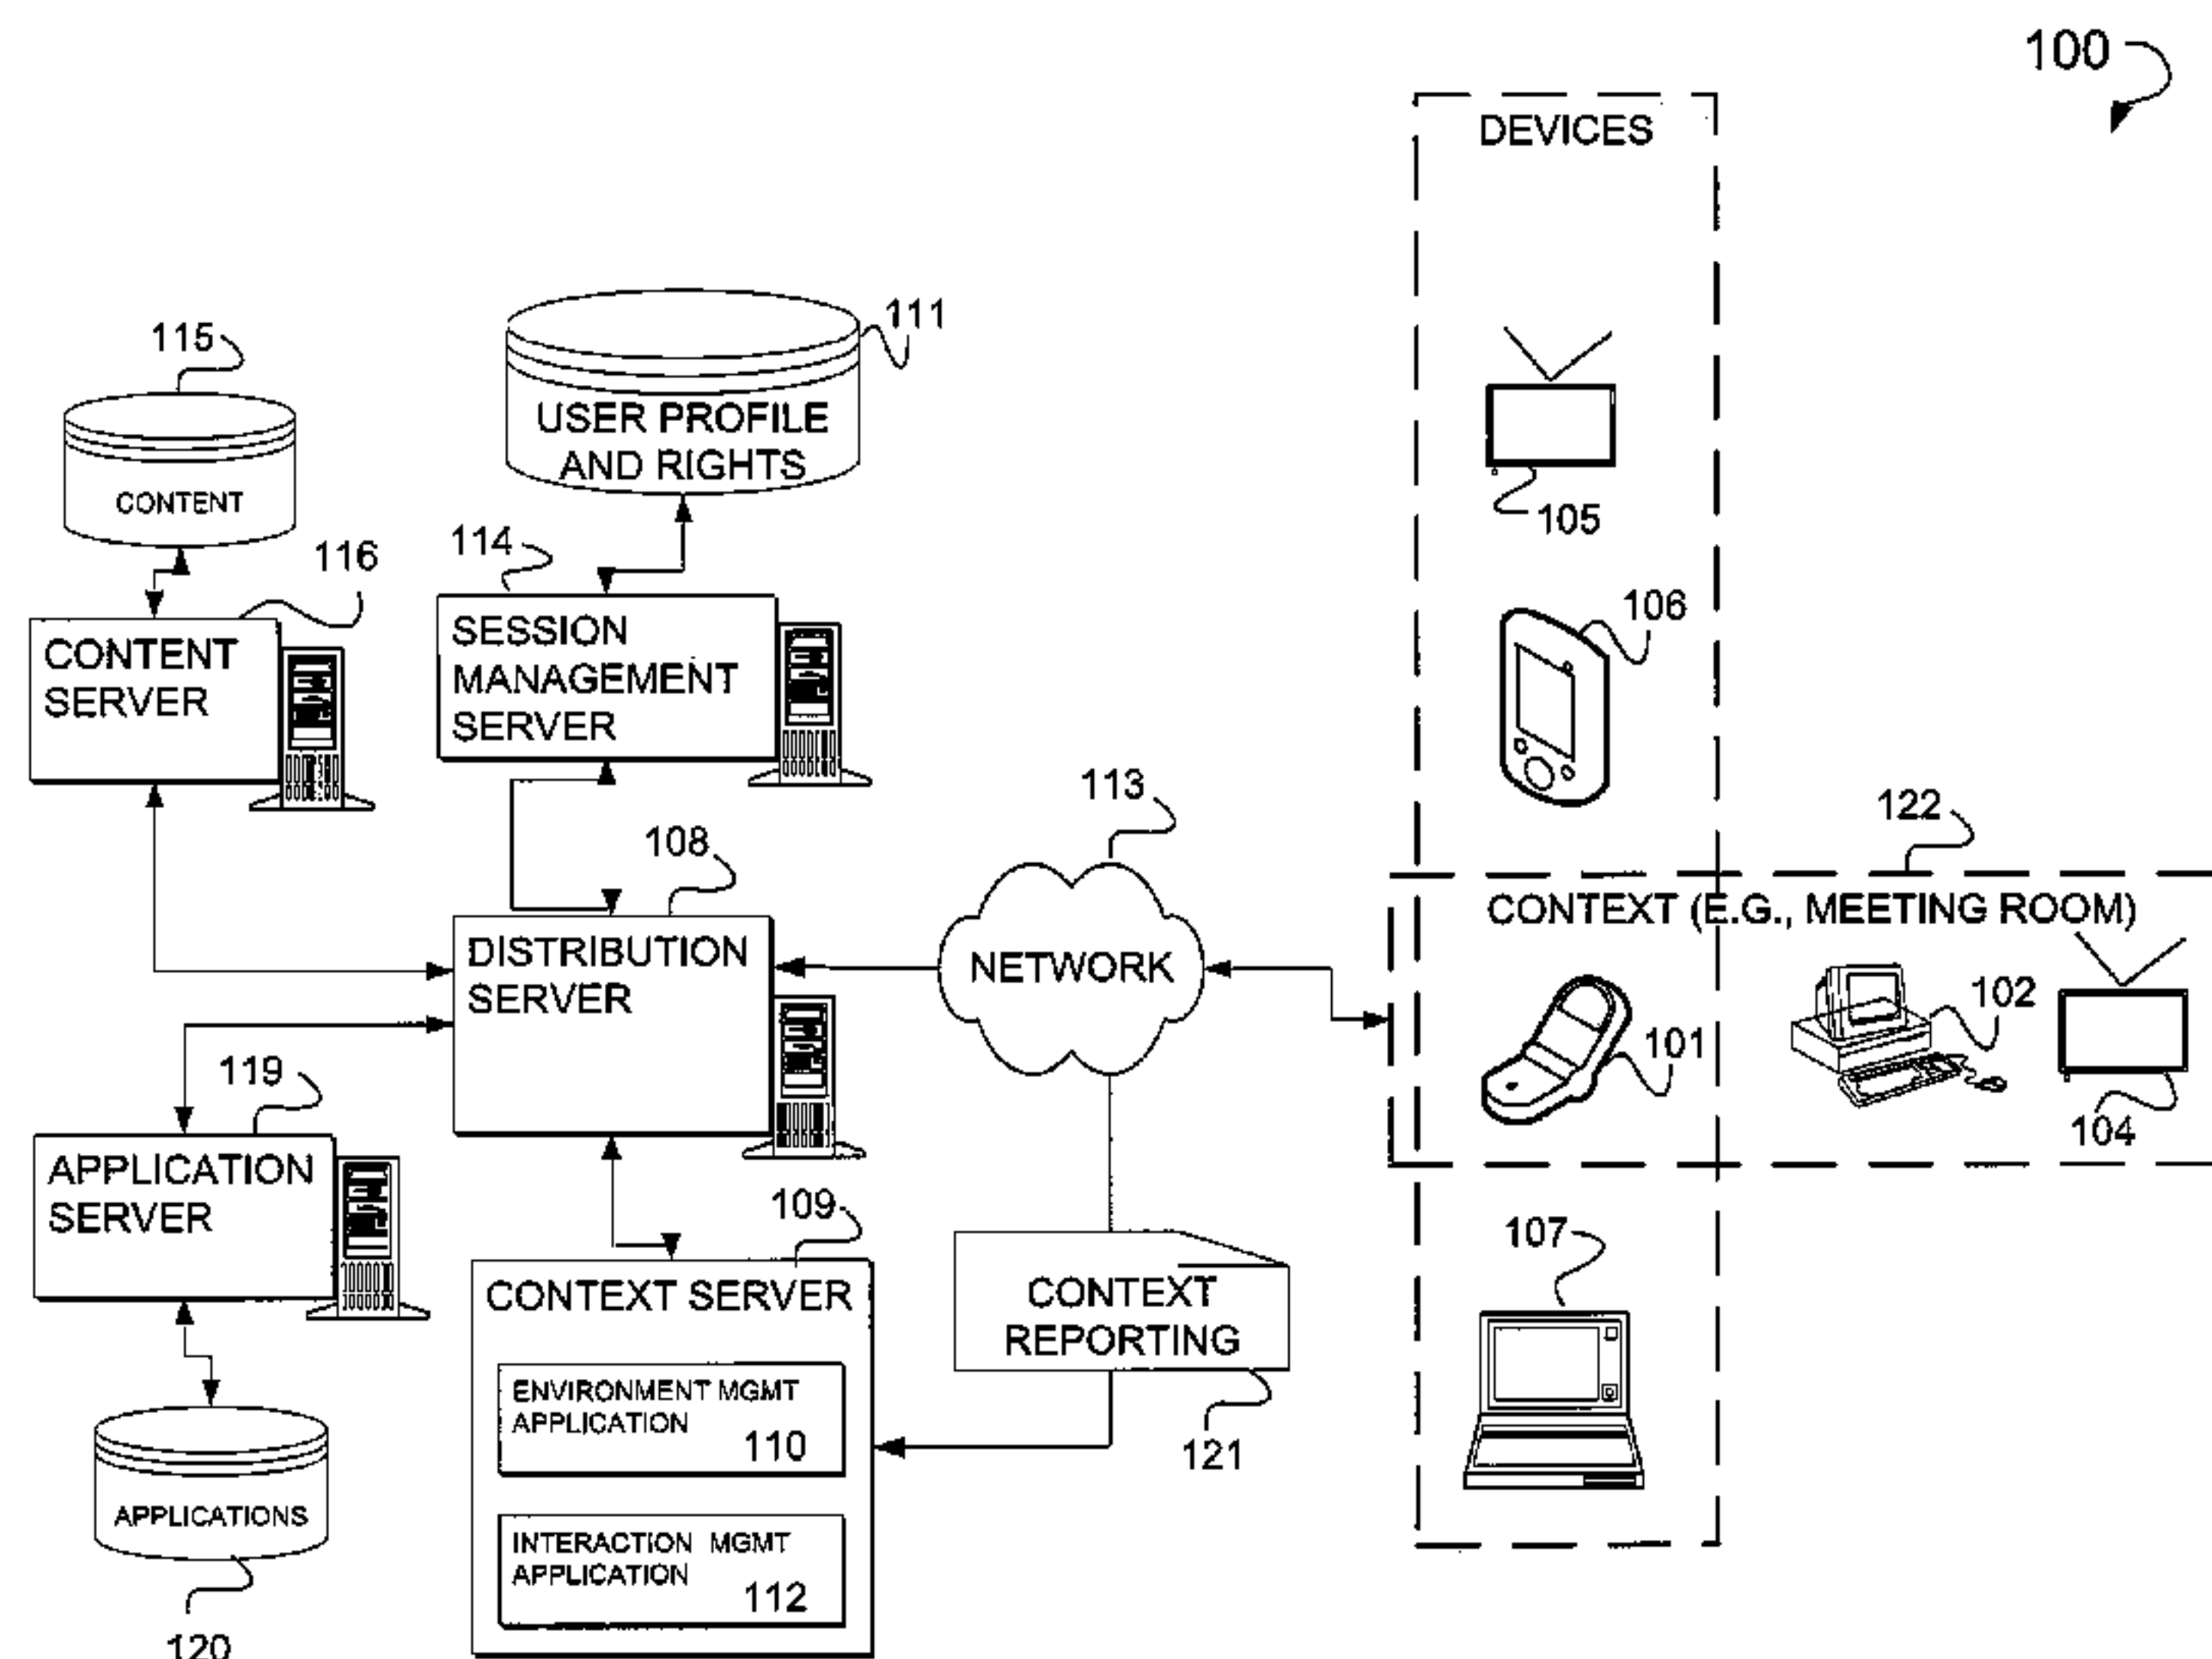 100
DEVICES
111
115
USER PROFILE
AND RIGHTS
CONTENT
105
114
116
106
SESSION
MANAGEMENT
SERVER
CONTENT
SERVER
113
122
108
CONTEXT (E.G., MEETING ROOM)
DISTRIBUTION
SERVER
NETWORK
102
101
119
104
APPLICATION
SERVER
109
107
CONTEXT SERVER
CONTEXT
REPORTING
ENVIRONMENT MGMT
APPLICATION
110
121
APPLICATIONS
INTERACTION MGMT
APPLICATION
112
120